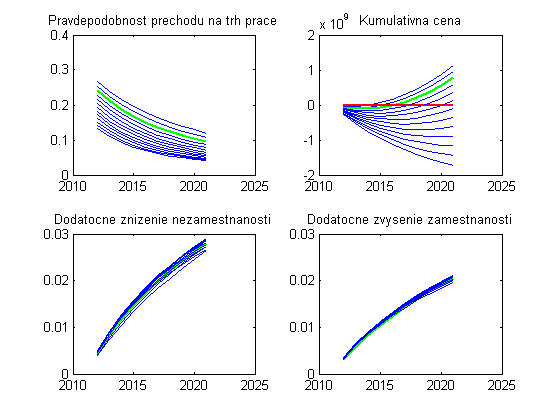 Pravdepodobnost prechodu na trh prace
0.4
0.3
0.2
0.1
0
2010 2015 2020 2025
x 10^9 Kumulativna cena
2
1
0
-1
-2
2010 2015 2020 2025
Dodatocne znizenie nezamestnanosti
0.03
0.02
0.01
0
2010 2015 2020 2025
Dodatocne zvysenie zamestnanosti
0.03
0.02
0.01
0
2010 2015 2020 2025